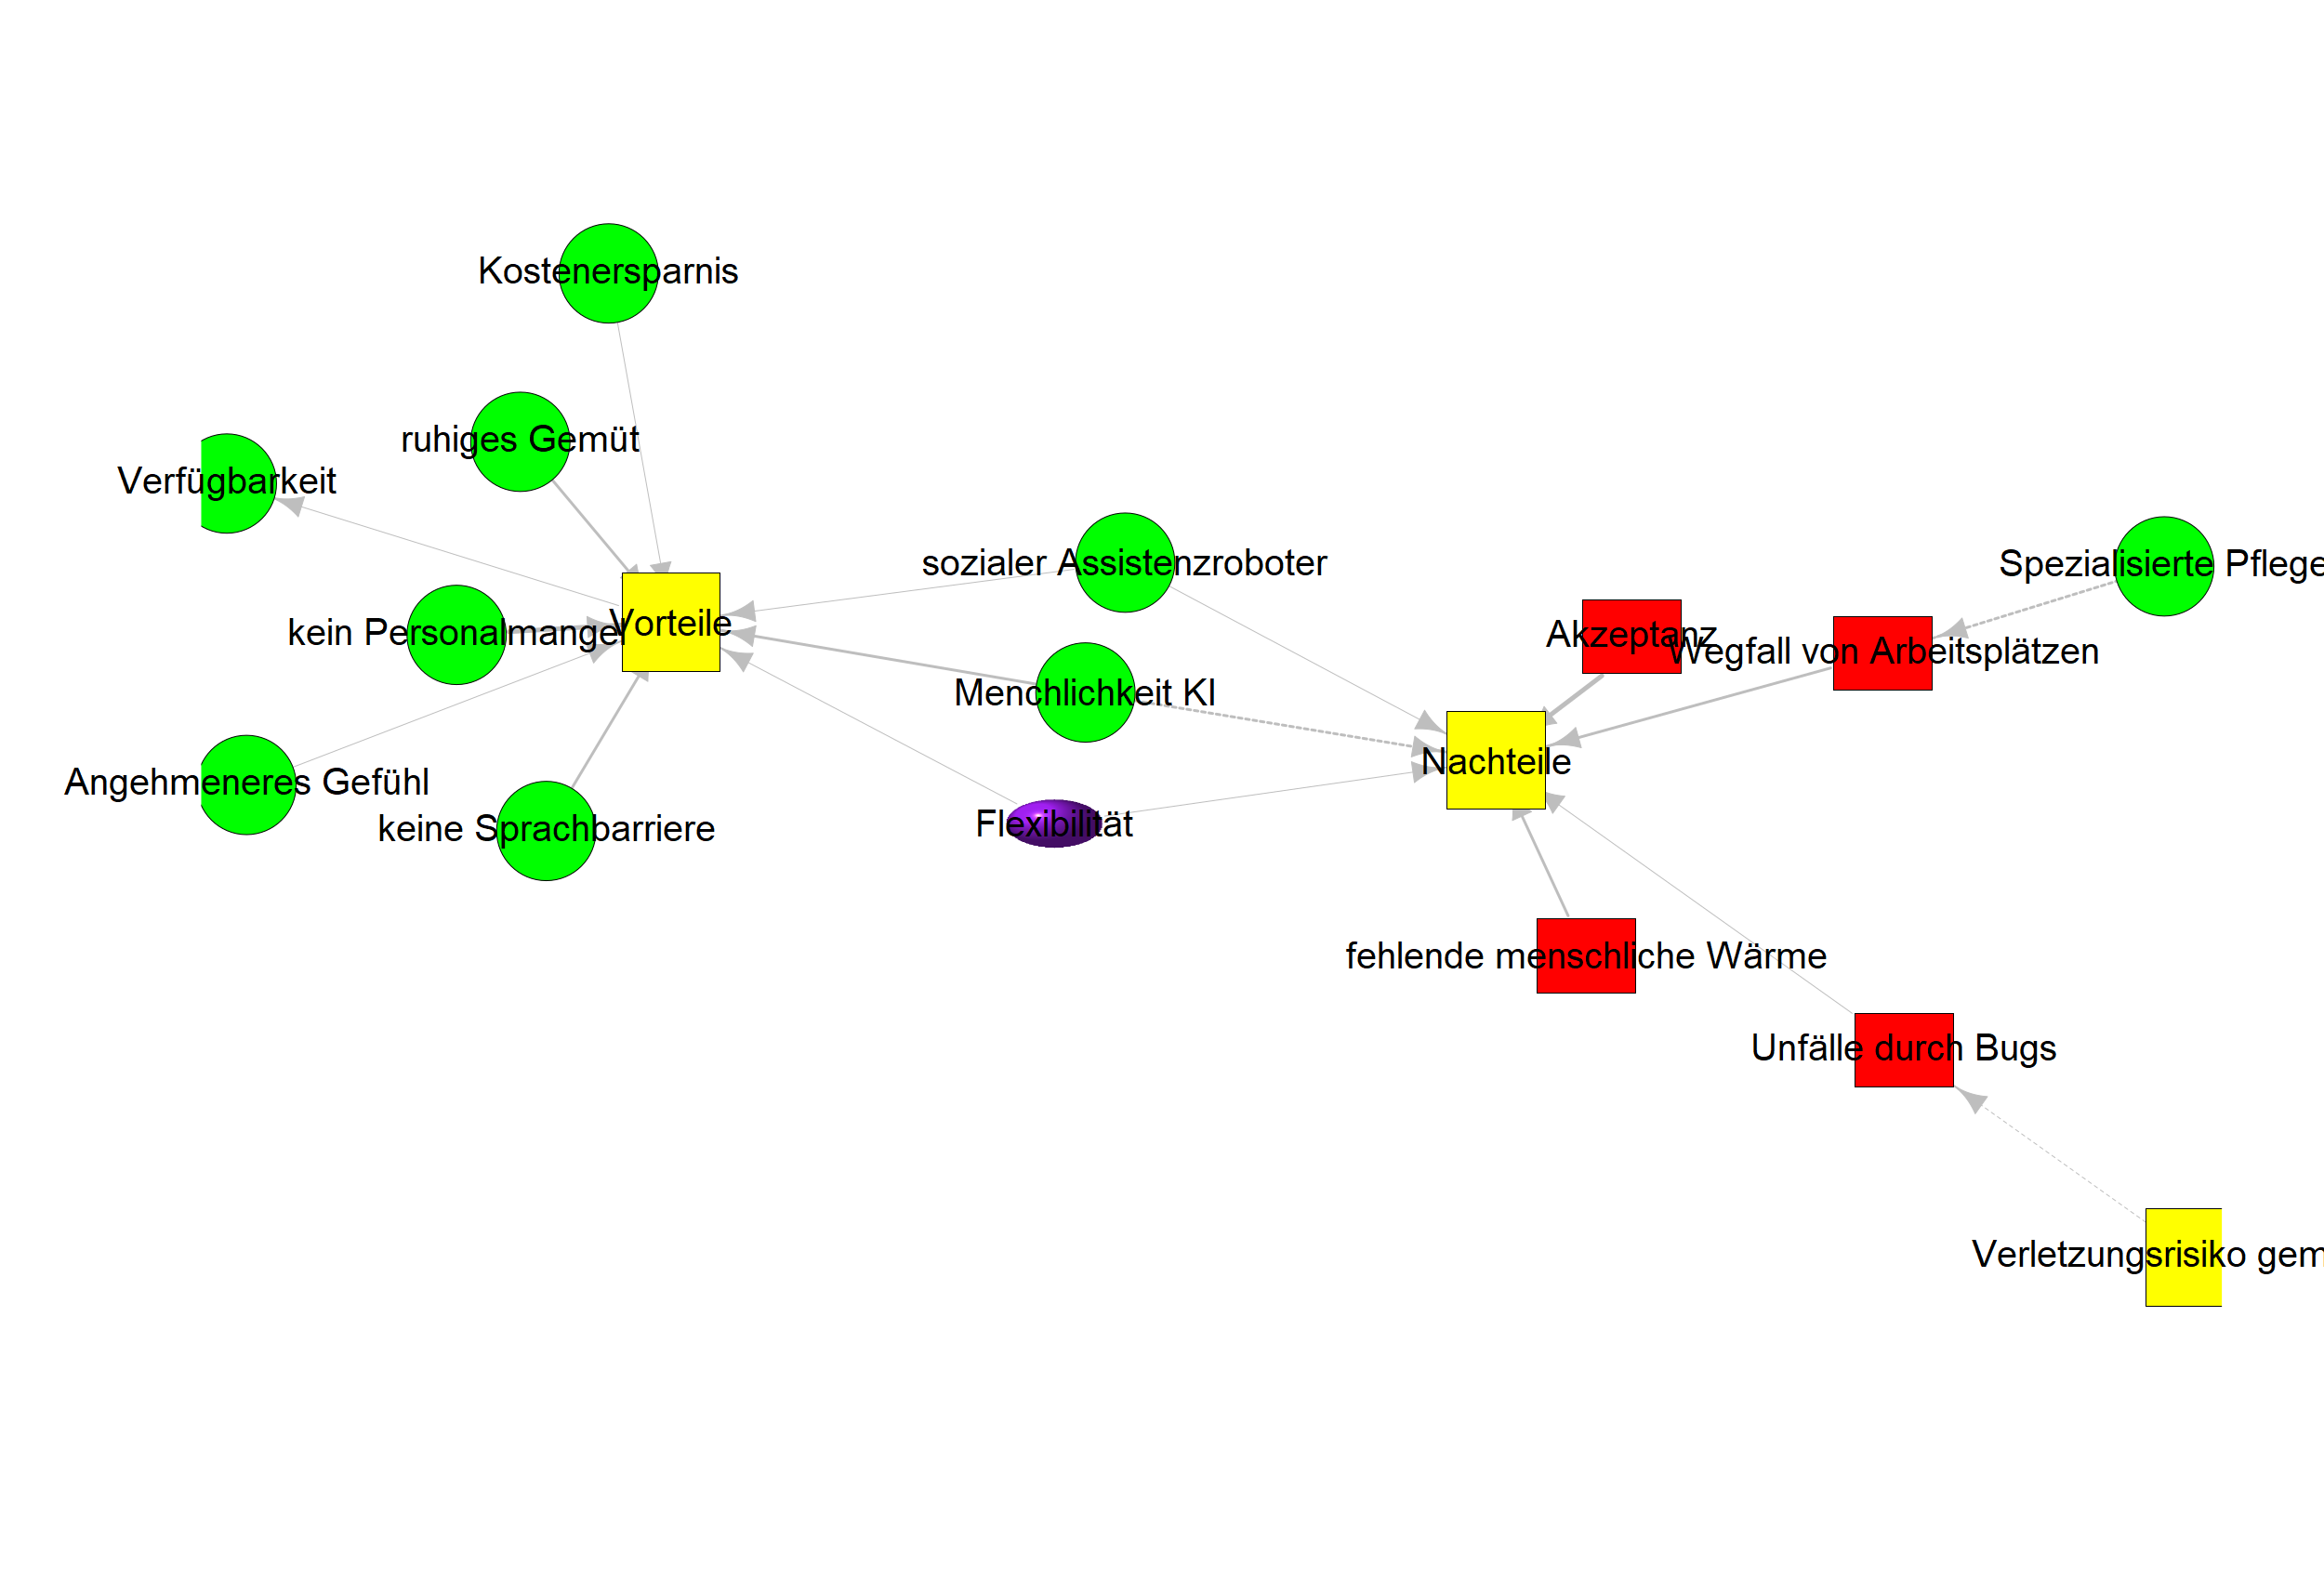 Kostenersparnis
ruhiges Gemüt
Verfügbarkeit
sozialer Assistenzroboter
Spezialisierte Pflege
kein Personalmangel
Vorteile
Akzeptanz
Wegfall von Arbeitsplätzen
Menchlichkeit KI
Nachteile
Angehmeneres Gefühl
keine Sprachbarriere
Flexibilität
fehlende menschliche Wärme
Unfälle durch Bugs
Verletzungsrisiko gem